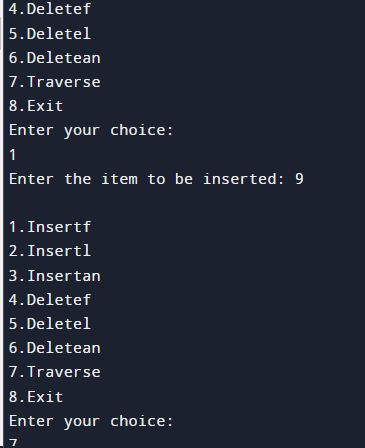 4.Deletef
5.Deletel
6.Deletean
7.Traverse
8.Exit
Enter your choice:
1
Enter the item to be inserted: 9
1.Insertf
2.Insertl
3.Insertan
4.Deletef
5.Deletel
6.Deletean
7.Traverse
8.Exit
Enter your choice:
7